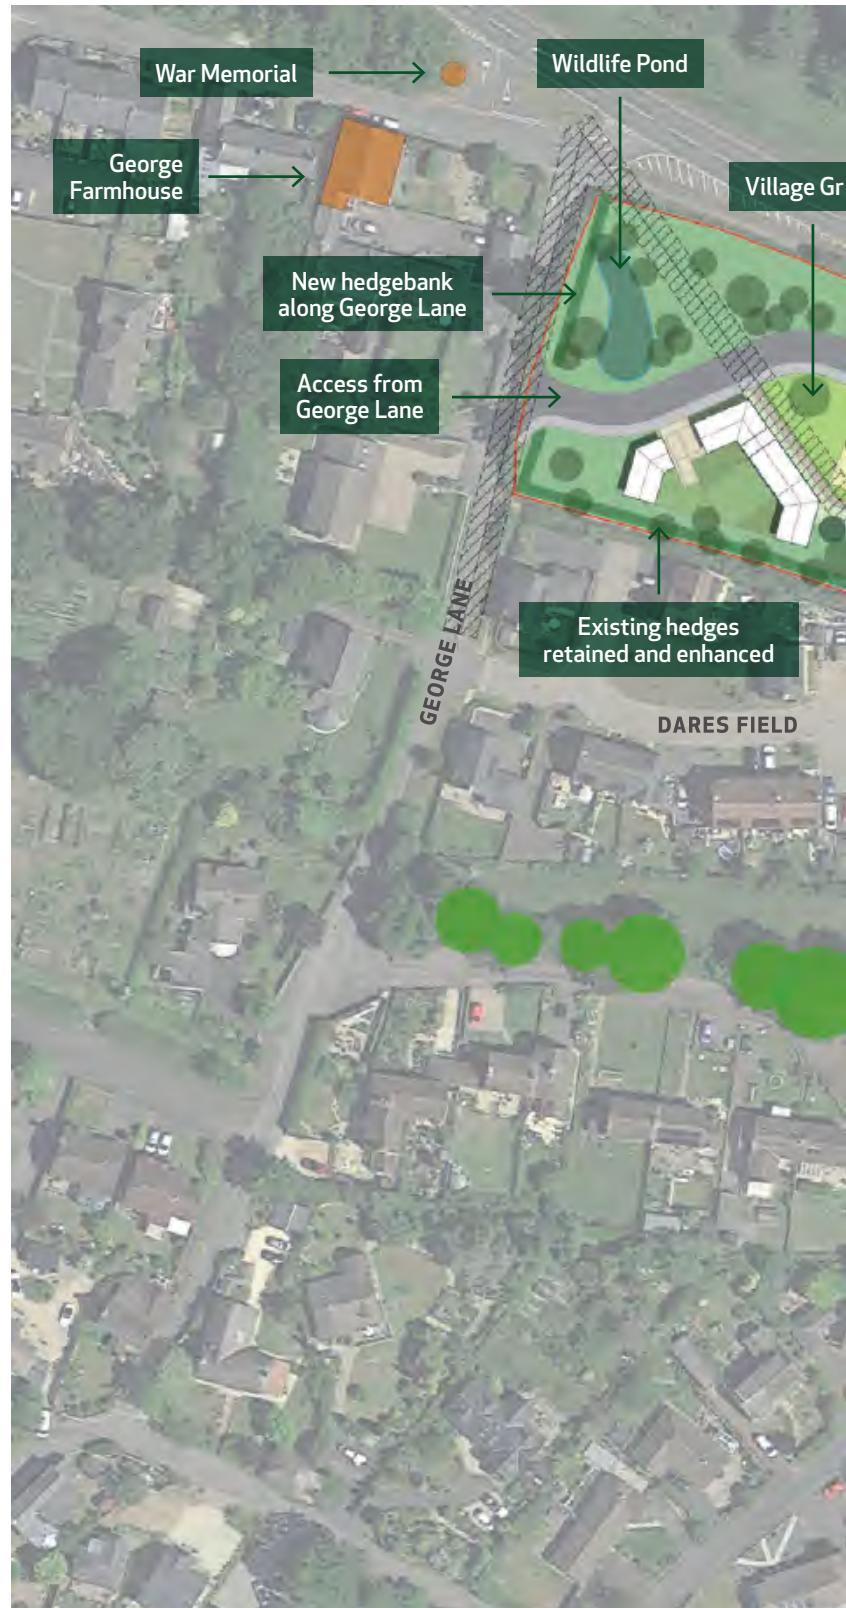 War Memorial
Wildlife Pond
George
Farmhouse
Village Gr
New hedgebank
along George Lane
Access from
George Lane
GEORGE LANE
Existing hedges
retained and enhanced
DARES FIELD